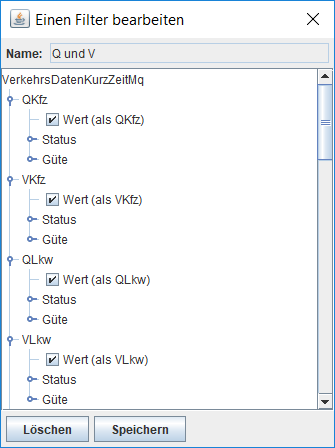 Einen Filter bearbeiten
Name: Q und V
VerkehrsDatenKurzZeitMq
QKfz
Wert (als QKfz)
Status
Güte
VKfz
Wert (als VKfz)
Status
Güte
QLkw
Wert (als QLkw)
Status
Güte
VLkw
Wert (als VLkw)
Status
Güte
Löschen Speichern